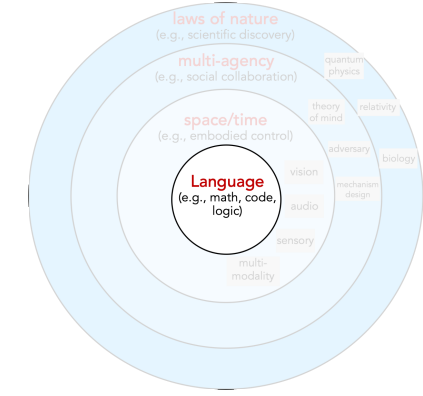 laws of nature
(e.g., scientific discovery)
multi-agency
(e.g., social collaboration)
quantum
physics
space/time
(e.g., embodied control)
theory
of mind
relativity
adversary
biology
Language
(e.g., math, code,
logic)
vision
mechanism
design
audio
sensory
multi-
modality